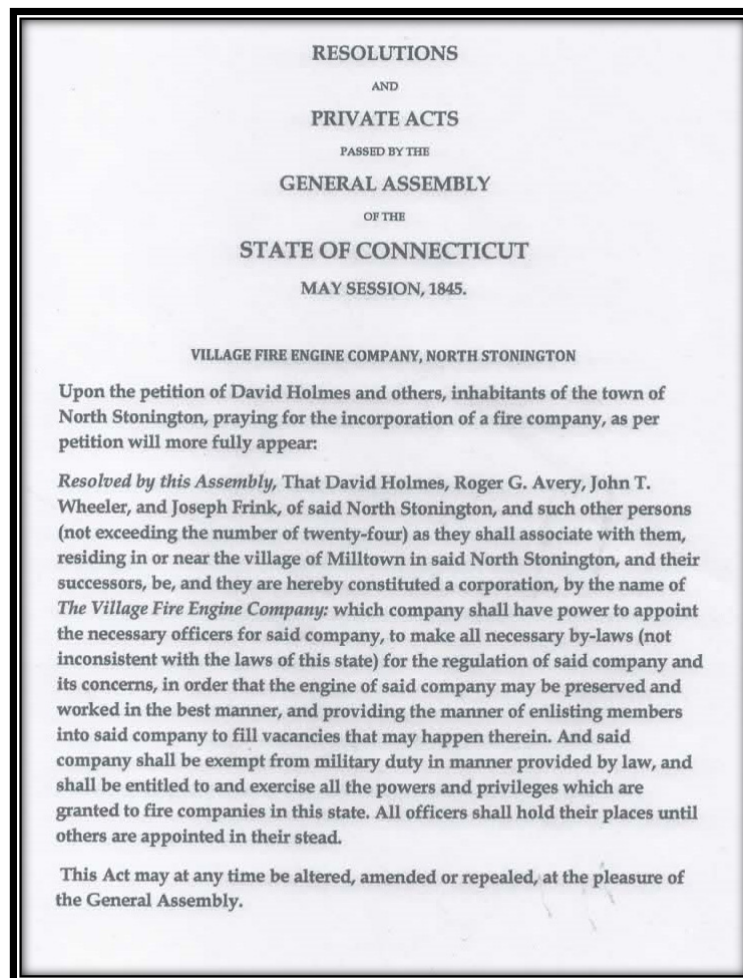 RESOLUTIONS
AND
PRIVATE ACTS
PASSED BY THE
GENERAL ASSEMBLY
OF THE
STATE OF CONNECTICUT
MAY SESSION, 1845.
VILLAGE FIRE ENGINE COMPANY, NORTH STONINGTON
Upon the petition of David Holmes and others, inhabitants of the town of
North Stonington, praying for the incorporation of a fire company, as per
petition will more fully appear:
Resolved by this Assembly, That David Holmes, Roger G. Avery, John T.
Wheeler, and Joseph Frink, of said North Stonington, and such other persons
(not exceeding the number of twenty-four) as they shall associate with them,
residing in or near the village of Milltown in said North Stonington, and their
successors, be, and they are hereby constituted a corporation, by the name of
The Village Fire Engine Company: which company shall have power to appoint
the necessary officers for said company, to make all necessary by-laws (not
inconsistent with the laws of this state) for the regulation of said company and
its concerns, in order that the engine of said company may be preserved and
worked in the best manner, and providing the manner of enlisting members
into said company to fill vacancies that may happen therein. And said
company shall be exempt from military duty in manner provided by law, and
shall be entitled to and exercise all the powers and privileges which are
granted to fire companies in this state. All officers shall hold their places until
others are appointed in their stead.
This Act may at any time be altered, amended or repealed, at the pleasure of
the General Assembly.